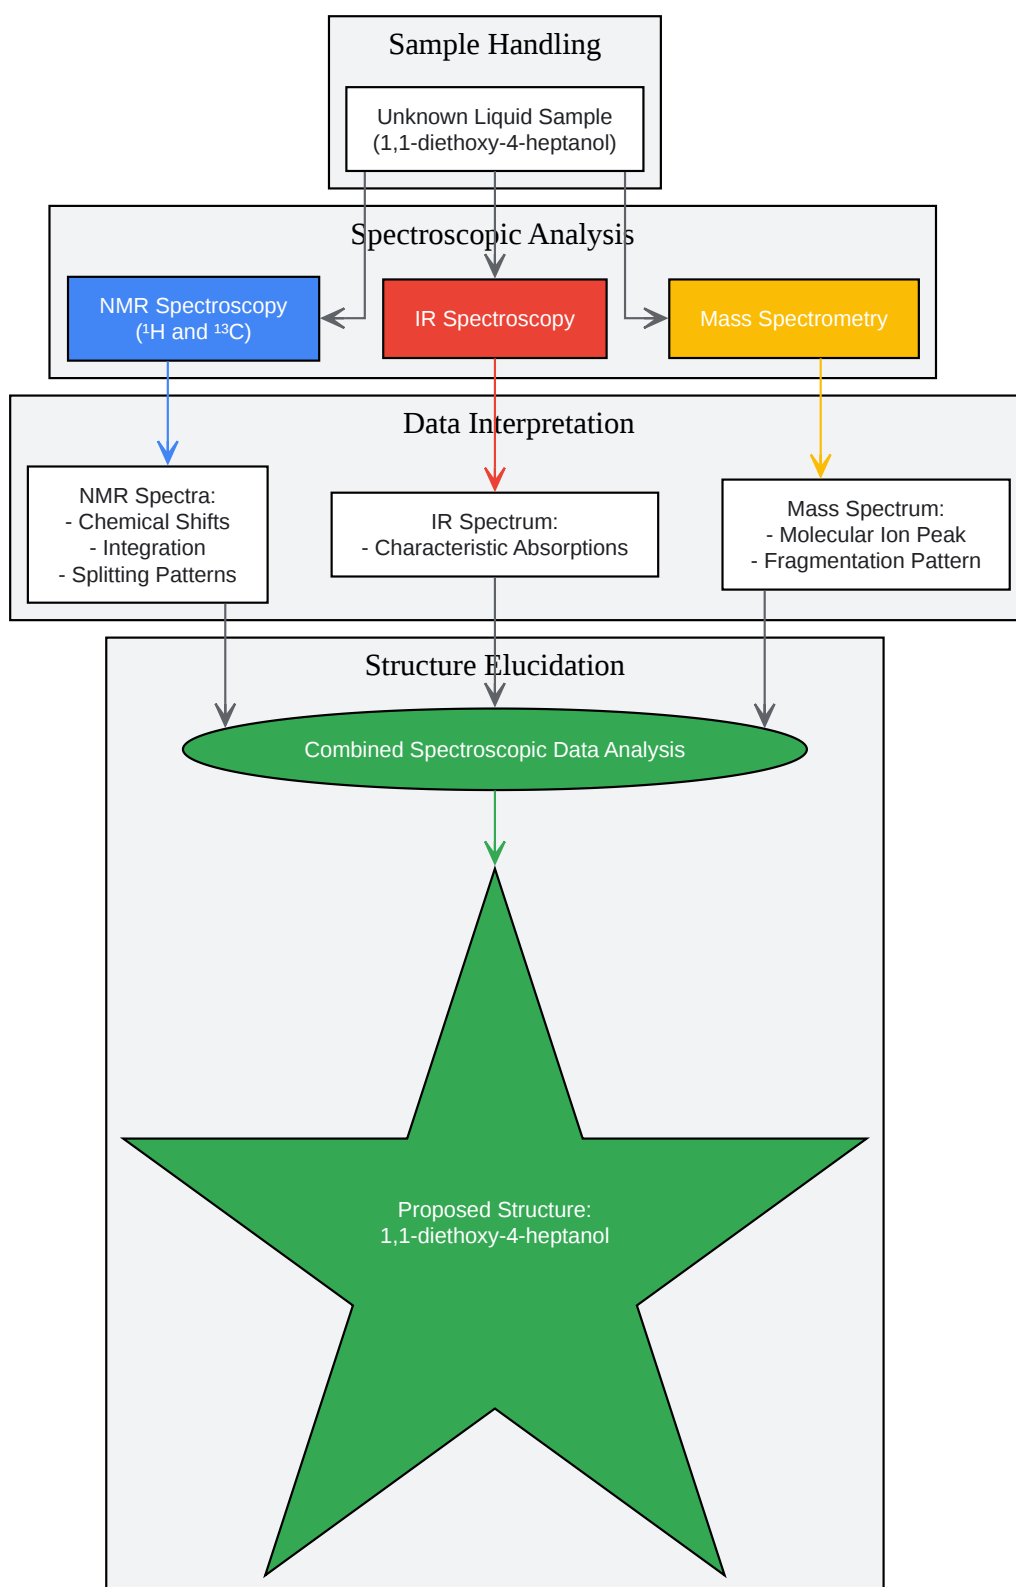 Sample Handling
Unknown Liquid Sample
(1,1-diethoxy-4-heptanol)
Spectroscopic Analysis
NMR Spectroscopy
(¹H and ¹³C)
IR Spectroscopy
Mass Spectrometry
Data Interpretation
NMR Spectra:
- Chemical Shifts
- Integration
- Splitting Patterns
IR Spectrum:
- Characteristic Absorptions
Mass Spectrum:
- Molecular Ion Peak
- Fragmentation Pattern
Structure Elucidation
Combined Spectroscopic Data Analysis
Proposed Structure:
1,1-diethoxy-4-heptanol